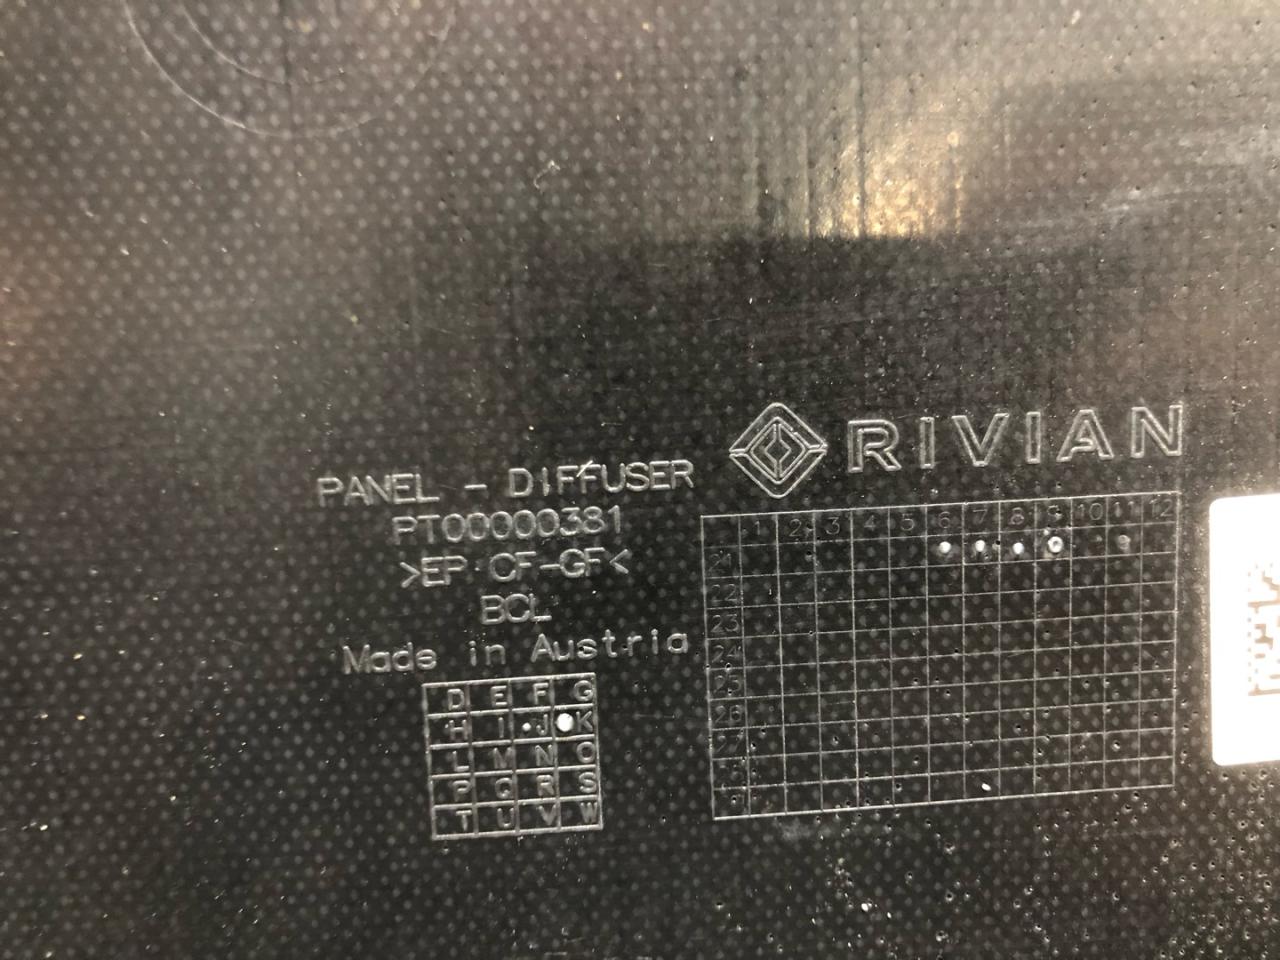 RIVIAN
PANEL - DIFFUSER
PT00000381
>EP CF-GF<
BCL
Made in Austria
D E F G
H I J K
L M N O
P Q R S
T U V W
1 2 3 4 5 6 7 8 9 10 11 12
21
22
23
24
25
26
27
28